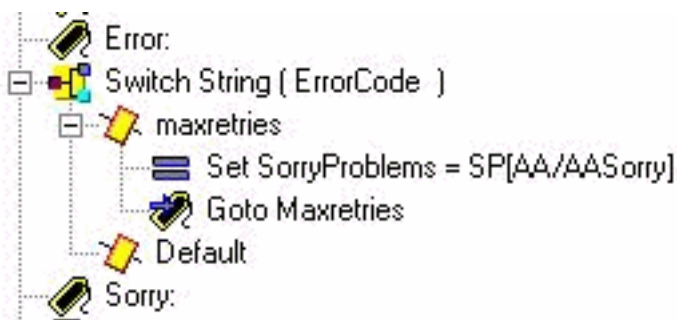 Error:
Switch String ( ErrorCode )
maxretries
Set SorryProblems = SP[AA/AASorry]
Goto Maxretries
Default
Sorry: